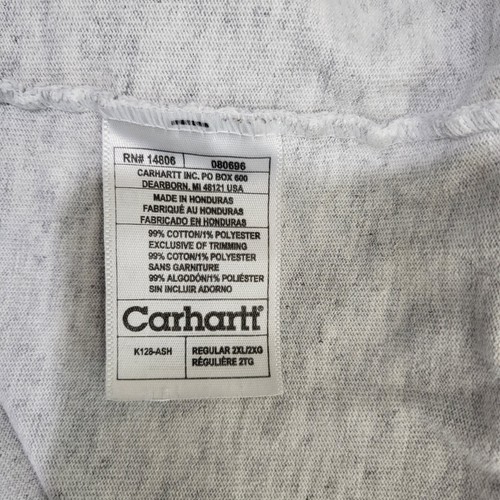 RN# 14806 080696
CARHARTT INC. PO BOX 600
DEARBORN, MI 48121 USA
MADE IN HONDURAS
FABRIQUÉ AU HONDURAS
FABRICADO EN HONDURAS
99% COTTON/1% POLYESTER
EXCLUSIVE OF TRIMMING
99% COTON/1% POLYESTER
SANS GARNITURE
99% ALGODÓN/1% POLIÉSTER
SIN INCLUIR ADORNO
Carhartt
K128-ASH REGULAR 2XL/2XG
RÉGULIÈRE 2TG